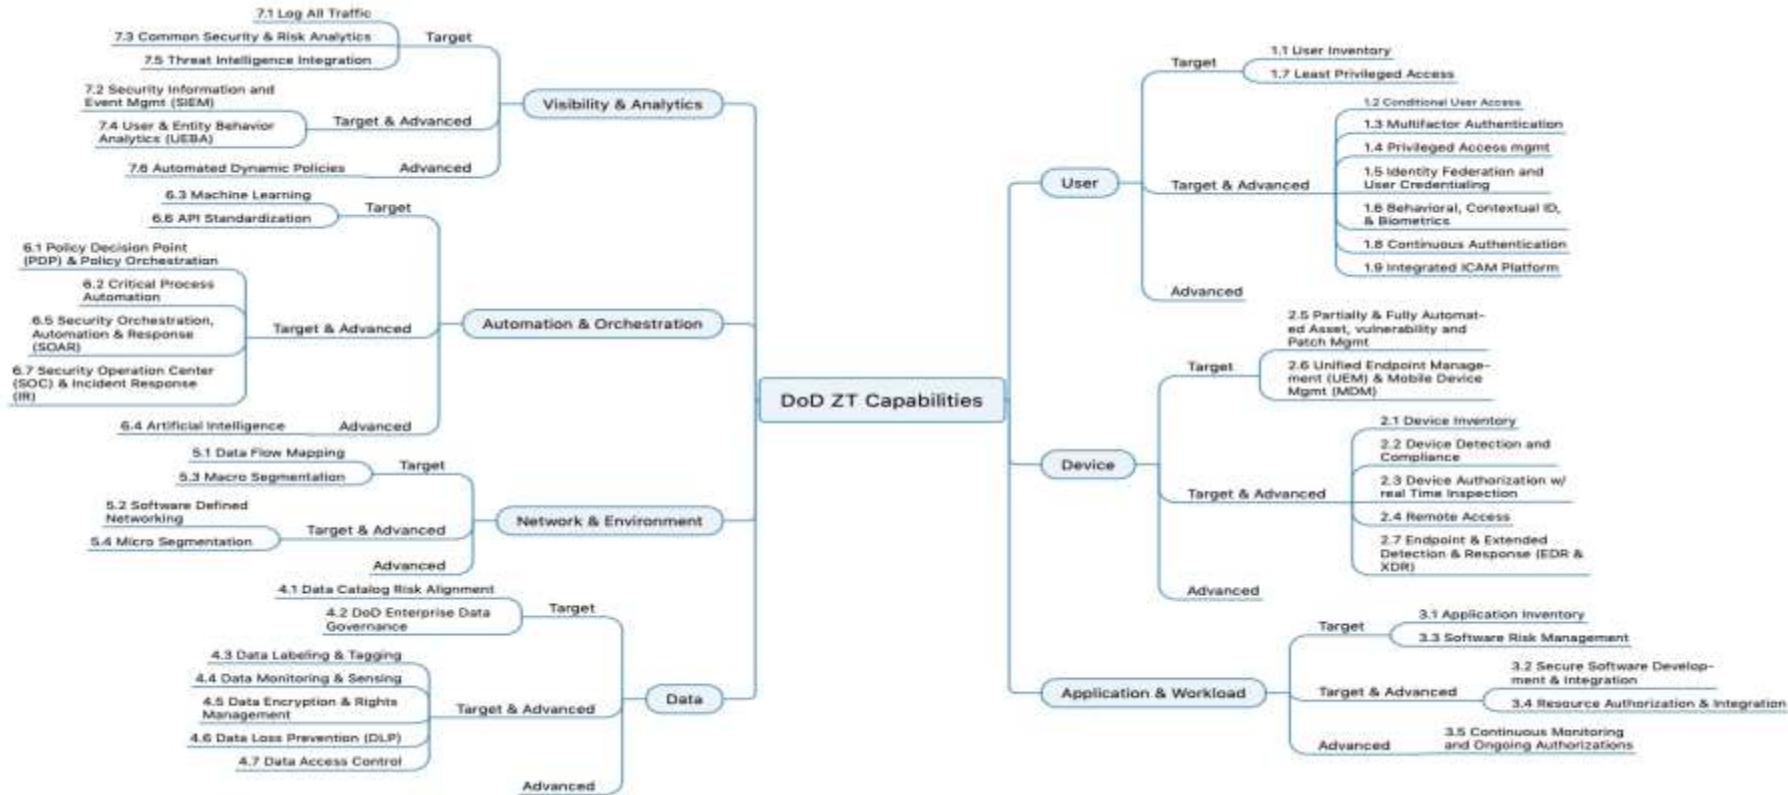 7.1 Log All Traffic
7.3 Common Security & Risk Analytics
7.5 Threat Intelligence Integration
Target
7.2 Security Information and
Event Mgmt (SIEM)
7.4 User & Entity Behavior
Analytics (UEBA)
Target & Advanced
7.6 Automated Dynamic Policies
Advanced
Visibility & Analytics
6.3 Machine Learning
6.6 API Standardization
Target
6.1 Policy Decision Point
(PDP) & Policy Orchestration
6.2 Critical Process
Automation
6.5 Security Orchestration,
Automation & Response
(SOAR)
6.7 Security Operation Center
(SOC) & Incident Response
(IR)
Target & Advanced
6.4 Artificial Intelligence
Advanced
Automation & Orchestration
5.1 Data Flow Mapping
5.3 Macro Segmentation
Target
5.2 Software Defined
Networking
5.4 Micro Segmentation
Target & Advanced
Advanced
Network & Environment
4.1 Data Catalog Risk Alignment
4.2 DoD Enterprise Data
Governance
Target
4.3 Data Labeling & Tagging
4.4 Data Monitoring & Sensing
4.5 Data Encryption & Rights
Management
4.6 Data Loss Prevention (DLP)
4.7 Data Access Control
Target & Advanced
Advanced
Data
DoD ZT Capabilities
User
Target
1.1 User Inventory
1.7 Least Privileged Access
Target & Advanced
1.2 Conditional User Access
1.3 Multifactor Authentication
1.4 Privileged Access mgmt
1.5 Identity Federation and
User Credentialing
1.6 Behavioral, Contextual ID,
& Biometrics
1.8 Continuous Authentication
1.9 Integrated ICAM Platform
Advanced
Device
Target
2.5 Partially & Fully Automat-
ed Asset, vulnerability and
Patch Mgmt
2.6 Unified Endpoint Manage-
ment (UEM) & Mobile Device
Mgmt (MDM)
Target & Advanced
2.1 Device Inventory
2.2 Device Detection and
Compliance
2.3 Device Authorization w/
real Time Inspection
2.4 Remote Access
2.7 Endpoint & Extended
Detection & Response (EDR &
XDR)
Advanced
Application & Workload
Target
3.1 Application Inventory
3.3 Software Risk Management
Target & Advanced
3.2 Secure Software Develop-
ment & Integration
3.4 Resource Authorization & Integration
Advanced
3.5 Continuous Monitoring
and Ongoing Authorizations